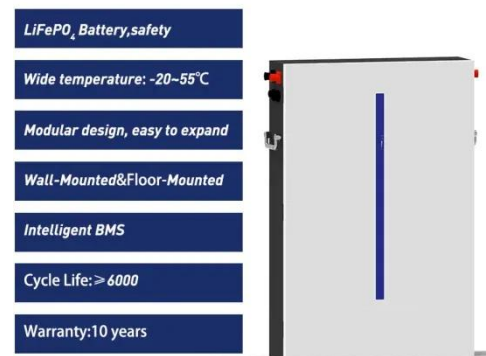 LiFePO₄ Battery,safety
Wide temperature: -20~55℃
Modular design, easy to expand
Wall-Mounted&Floor-Mounted
Intelligent BMS
Cycle Life:≥6000
Warranty:10 years